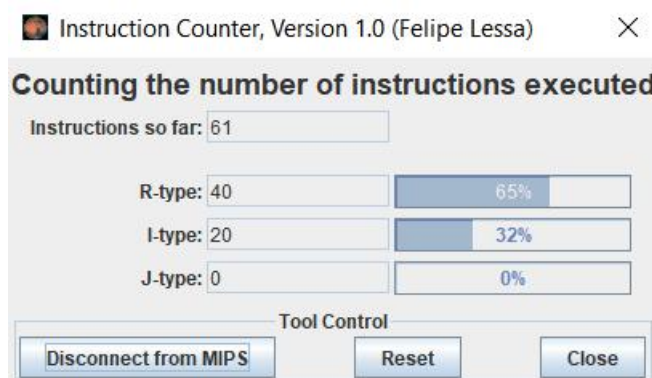 Instruction Counter, Version 1.0 (Felipe Lessa)
Counting the number of instructions executed
Instructions so far: 61
R-type: 40 65%
I-type: 20 32%
J-type: 0 0%
Tool Control
Disconnect from MIPS Reset Close